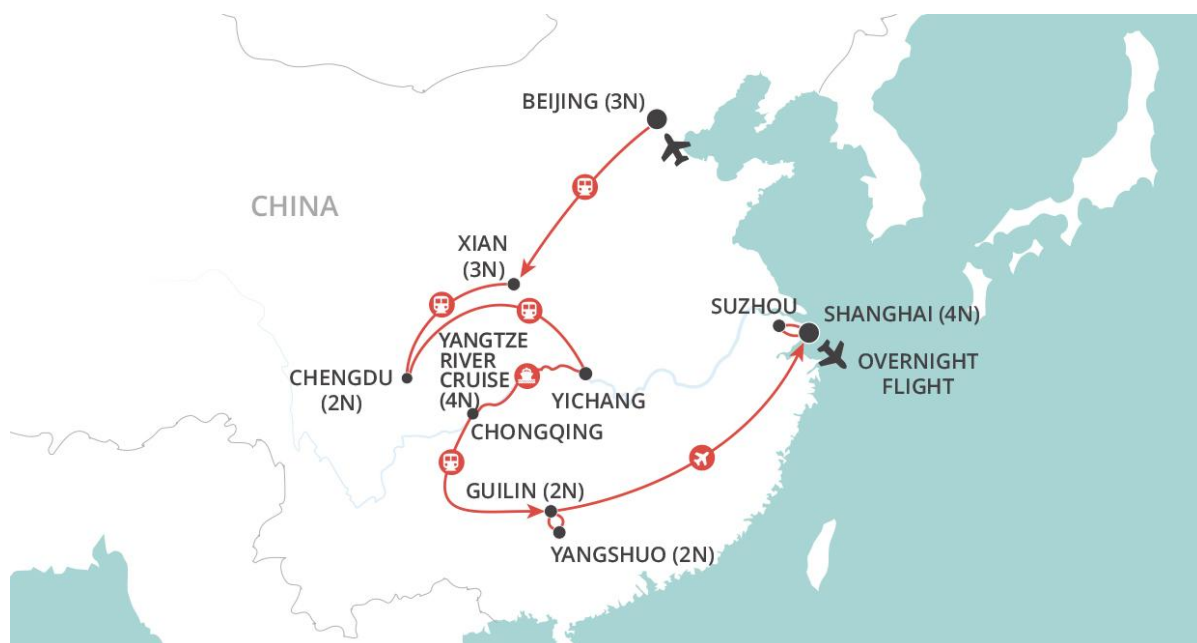 BEIJING (3N)
CHINA
XIAN
(3N)
SUZHOU
SHANGHAI (4N)
OVERNIGHT
FLIGHT
YANGTZE
RIVER
CRUISE
(4N)
CHENGDU
(2N)
YICHANG
CHONGQING
GUILIN (2N)
YANGSHUO (2N)